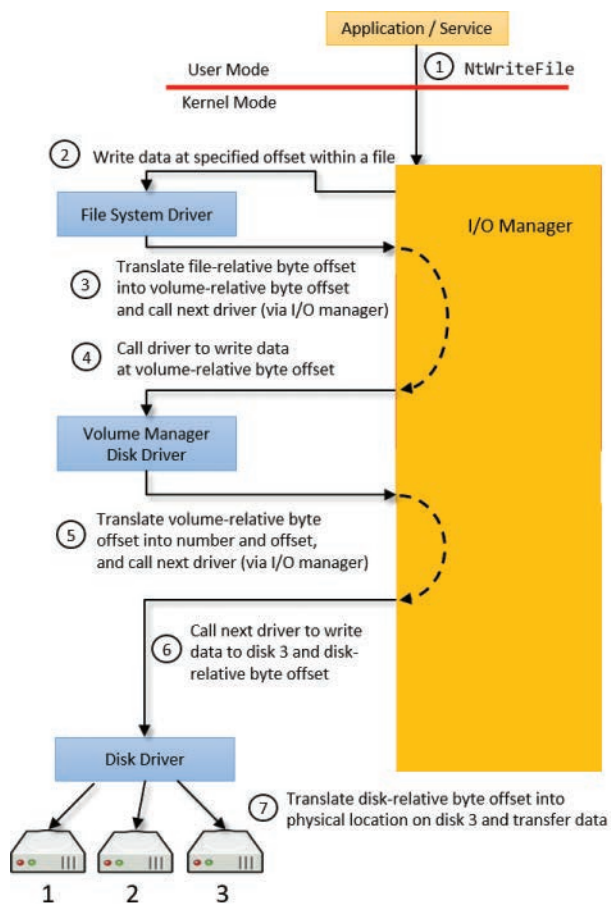 Application / Service
1 NtWriteFile
User Mode
Kernel Mode
2 Write data at specified offset within a file
File System Driver
I/O Manager
3 Translate file-relative byte offset
into volume-relative byte offset
and call next driver (via I/O manager)
4 Call driver to write data
at volume-relative byte offset
Volume Manager
Disk Driver
5 Translate volume-relative byte
offset into number and offset,
and call next driver (via I/O manager)
6 Call next driver to write
data to disk 3 and disk-
relative byte offset
Disk Driver
7 Translate disk-relative byte offset into
physical location on disk 3 and transfer data
1 2 3